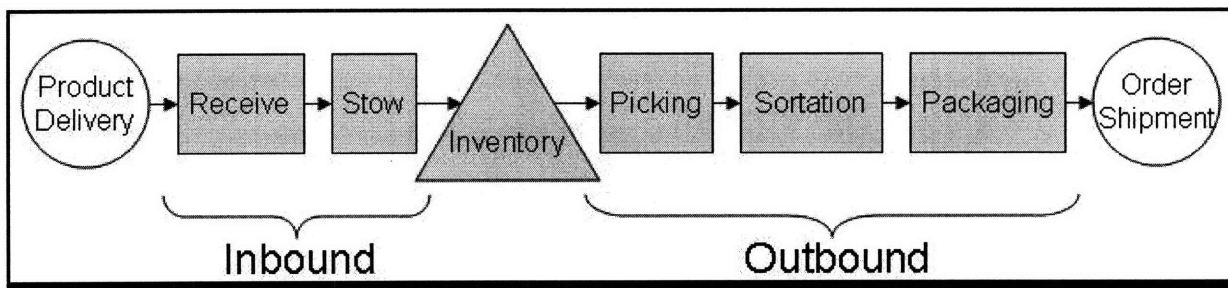 Product
Delivery
Receive
Stow
Inventory
Picking
Sortation
Packaging
Order
Shipment
Inbound
Outbound